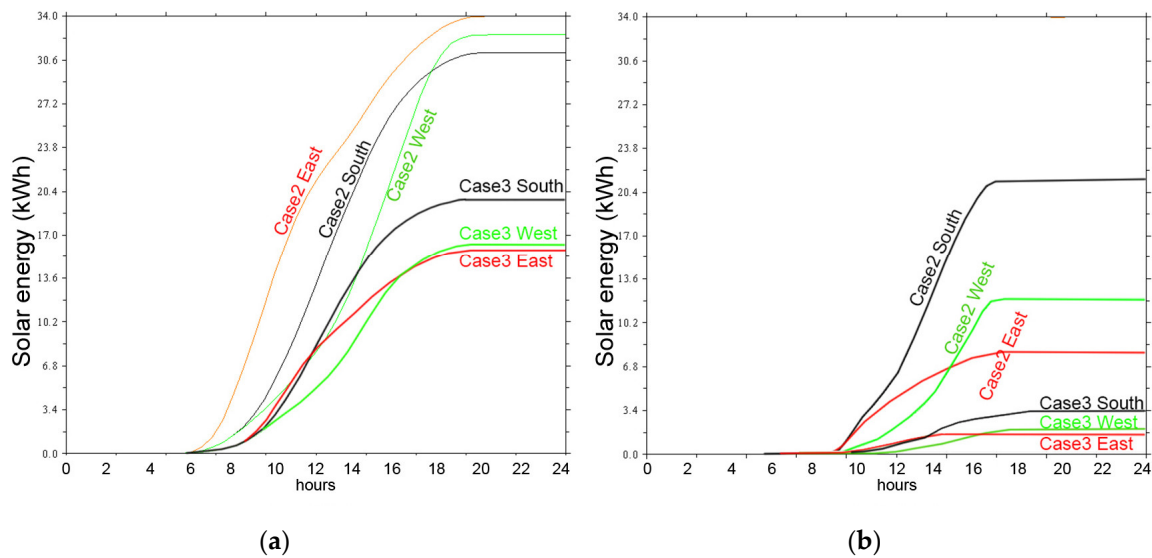 34.0
30.6
27.2
23.8
20.4
17.0
13.6
10.2
6.8
3.4
0.0
Solar energy (kWh)
Case2 East
Case2 South
Case2 West
Case3 South
Case3 West
Case3 East
0 2 4 6 8 10 12 14 16 18 20 22 24
hours
(a)
34.0
30.6
27.2
23.8
20.4
17.0
13.6
10.2
6.8
3.4
0.0
Solar energy (kWh)
Case2 South
Case2 West
Case2 East
Case3 South
Case3 West
Case3 East
0 2 4 6 8 10 12 14 16 18 20 22 24
hours
(b)